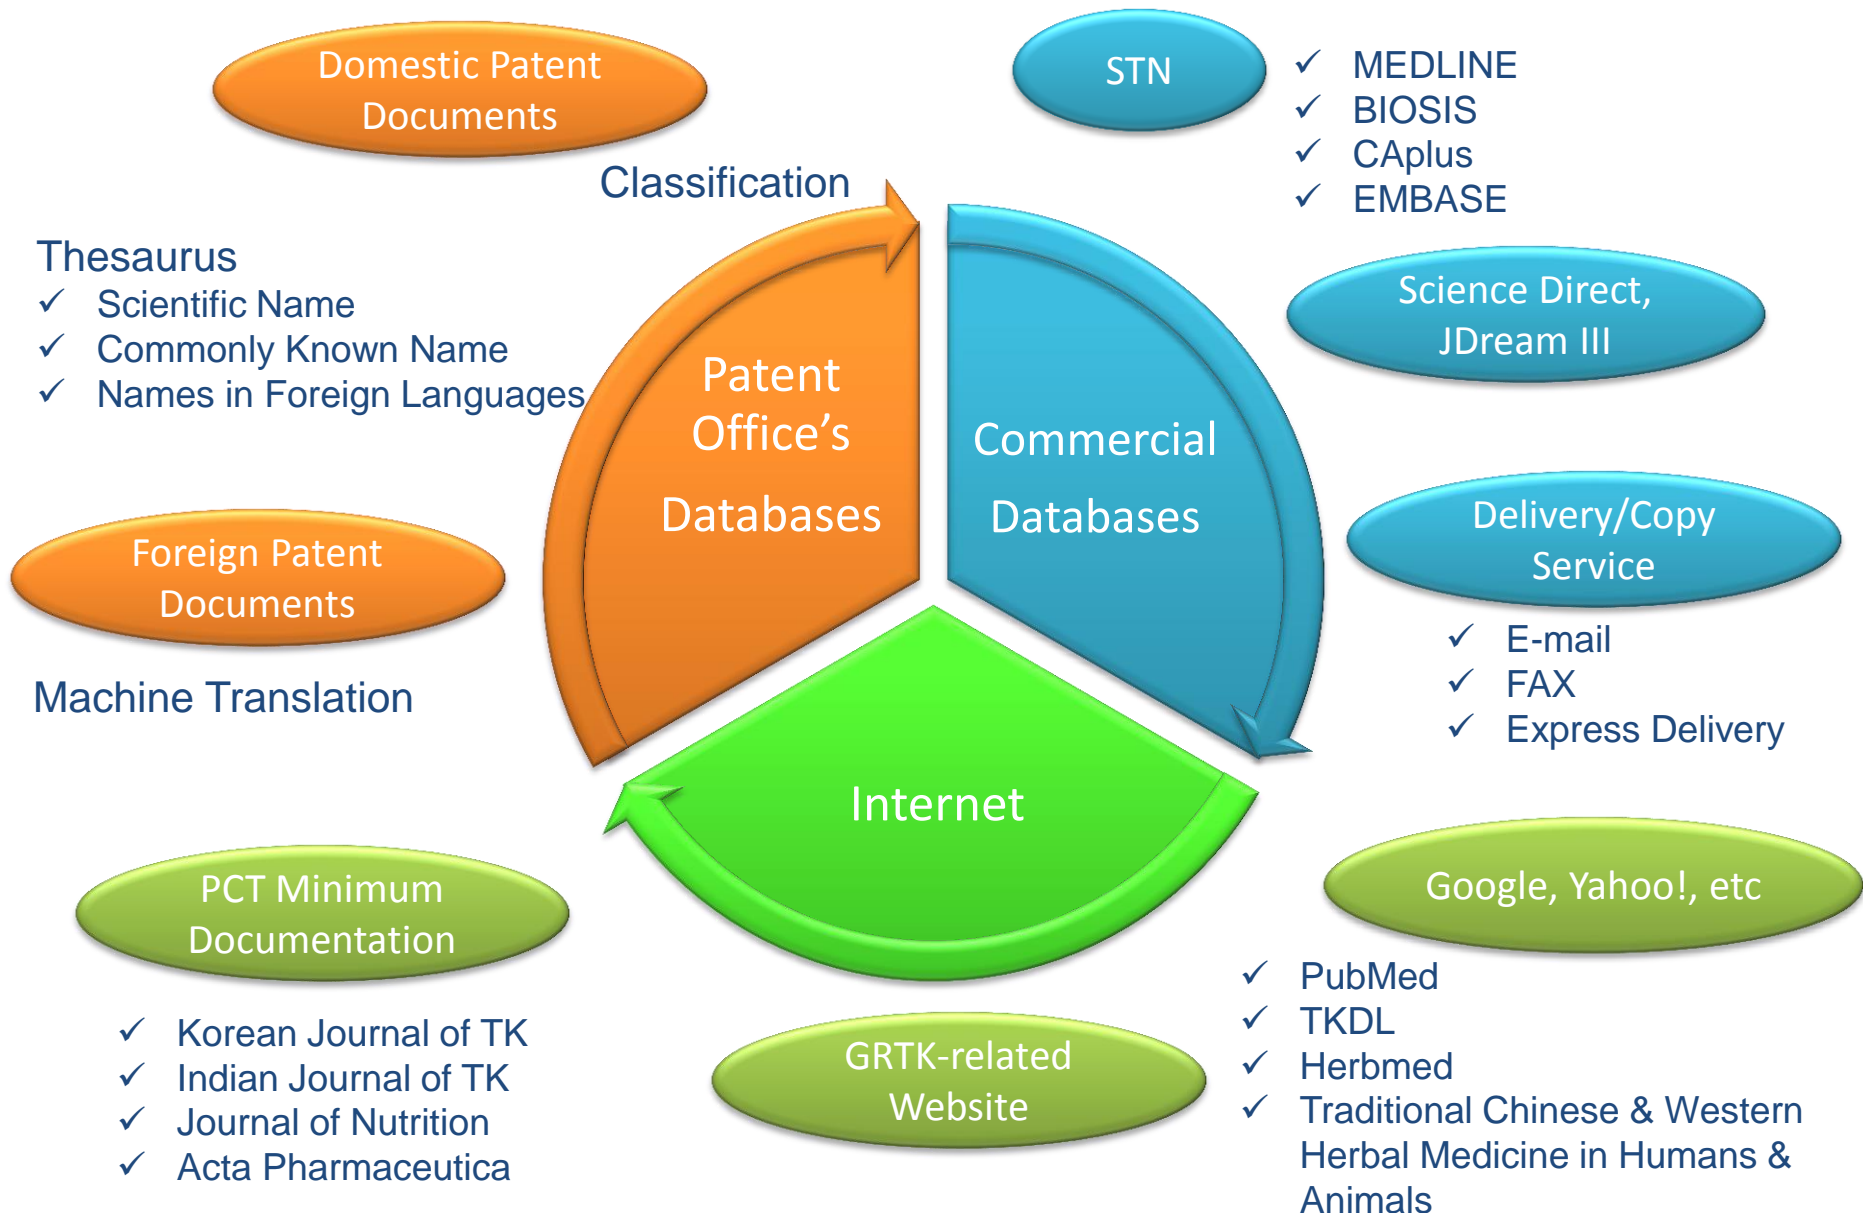 Domestic Patent
Documents
Classification
Thesaurus
✓ Scientific Name
✓ Commonly Known Name
✓ Names in Foreign Languages
Foreign Patent
Documents
Machine Translation
Patent
Office’s
Databases
STN
✓ MEDLINE
✓ BIOSIS
✓ CAplus
✓ EMBASE
Science Direct,
JDream III
Commercial
Databases
Delivery/Copy
Service
✓ E-mail
✓ FAX
✓ Express Delivery
Internet
PCT Minimum
Documentation
✓ Korean Journal of TK
✓ Indian Journal of TK
✓ Journal of Nutrition
✓ Acta Pharmaceutica
GRTK-related
Website
Google, Yahoo!, etc
✓ PubMed
✓ TKDL
✓ Herbmed
✓ Traditional Chinese & Western
Herbal Medicine in Humans &
Animals